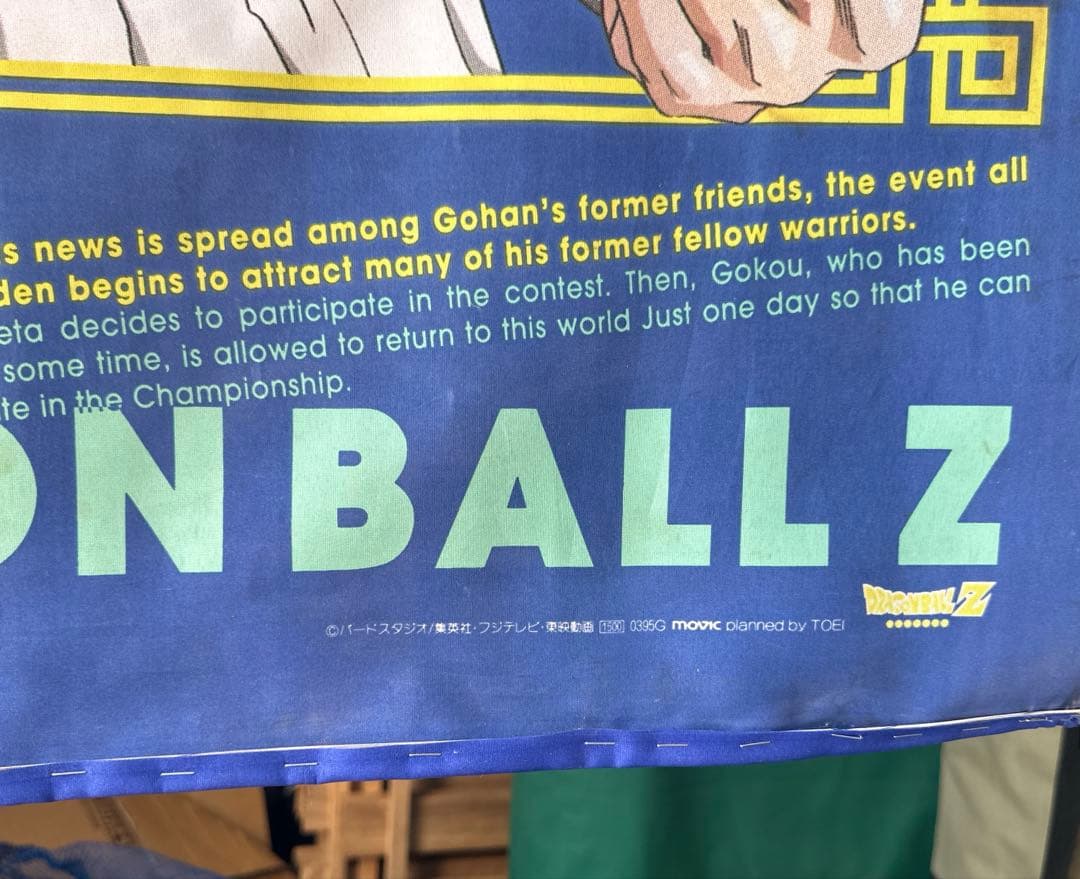 s news is spread among Gohan's former friends, the event all
den begins to attract many of his former fellow warriors.
eta decides to participate in the contest. Then, Gokou, who has been
some time, is allowed to return to this world Just one day so that he can
te in the Championship.
ON BALL Z
DRAGONBALL Z
©バードスタジオ/集英社・フジテレビ・東映動画 1500 0395G movic planned by TOEI